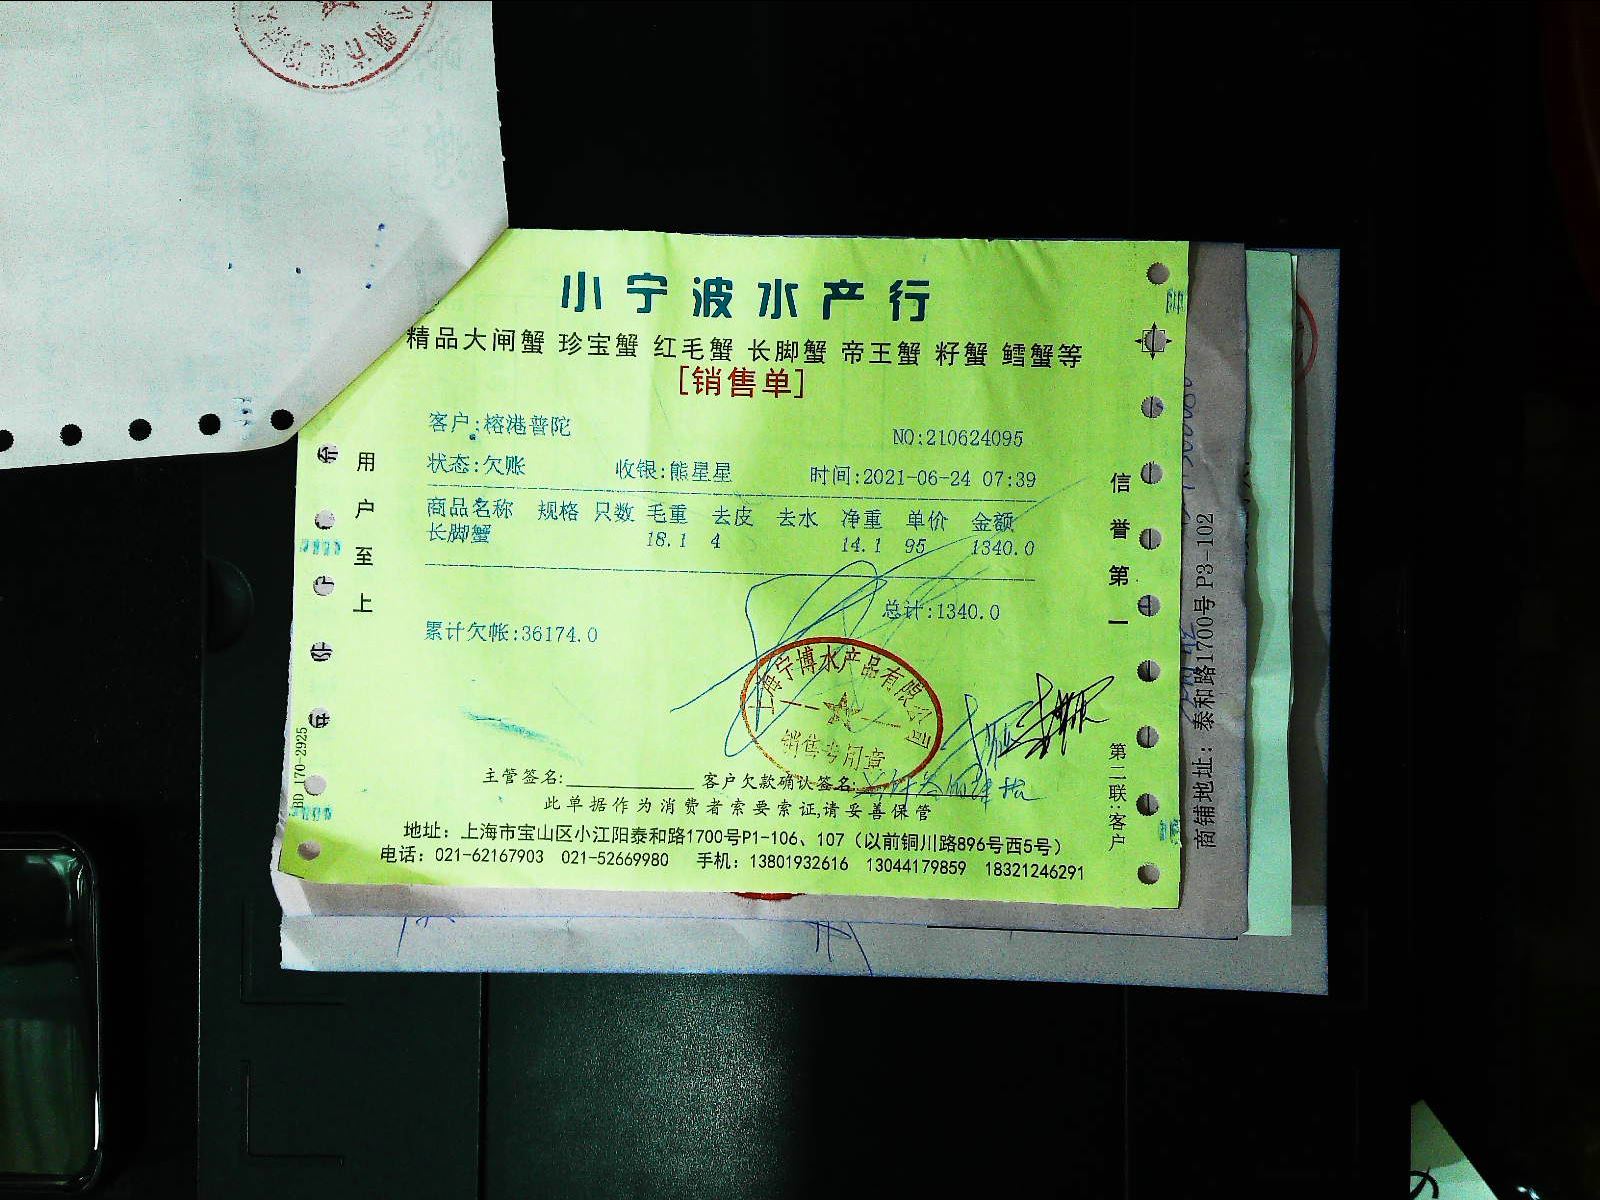 小宁波水产行
精品大闸蟹 珍宝蟹 红毛蟹 长脚蟹 帝王蟹 籽蟹 鳕蟹等
[销售单]
客户:榕港普陀
NO:210624095
状态:欠账 收银:熊星星 时间:2021-06-24 07:39
商品名称 规格 只数 毛重 去皮 去水 净重 单价 金额
长脚蟹 18.1 4 14.1 95 1340.0
总计:1340.0
累计欠帐:36174.0
上海宁博水产品有限公司
销售专用章
主管签名: 客户欠款确认签名:
此单据作为消费者索要索证,请妥善保管
地址：上海市宝山区小江阳泰和路1700号P1-106、107（以前铜川路896号西5号）
电话：021-62167903 021-52669980 手机：13801932616 13044179859 18321246291
用户至上
信誉第一
第二联:客户
BD 170-2925
商铺地址：泰和路1700号P3-102